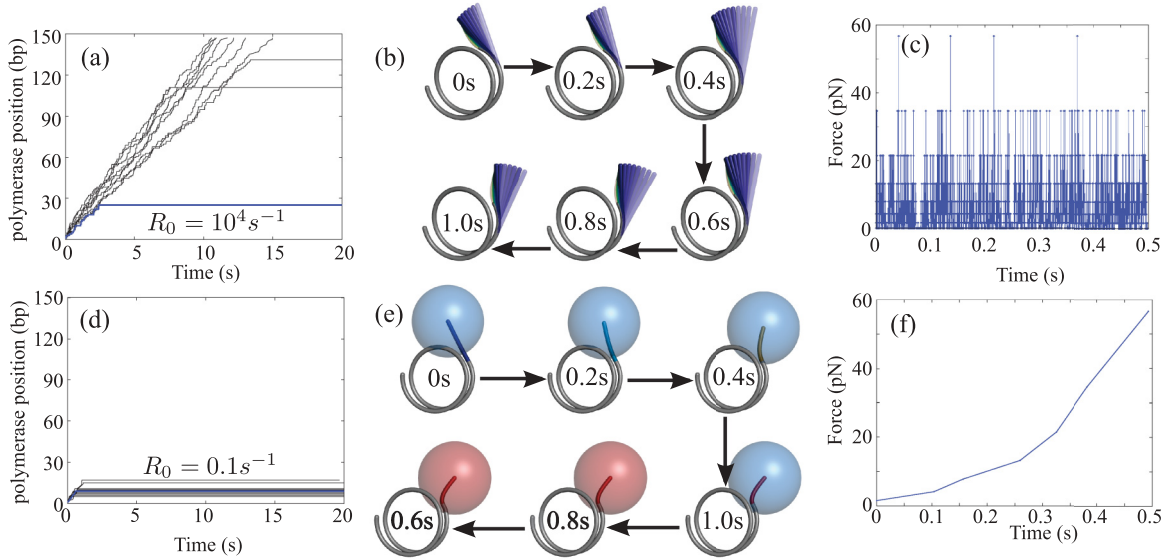 (a)
polymerase position (bp)
150
120
90
60
30
0
R₀ = 10⁴s⁻¹
0 5 10 15 20
Time (s)
(b)
0s
0.2s
0.4s
1.0s
0.8s
0.6s
(c)
Force (pN)
60
40
20
0
0 0.1 0.2 0.3 0.4 0.5
Time (s)
(d)
polymerase position (bp)
150
120
90
60
30
0
R₀ = 0.1s⁻¹
0 5 10 15 20
Time (s)
(e)
0s
0.2s
0.4s
0.6s
0.8s
1.0s
(f)
Force (pN)
60
40
20
0
0 0.1 0.2 0.3 0.4 0.5
Time (s)